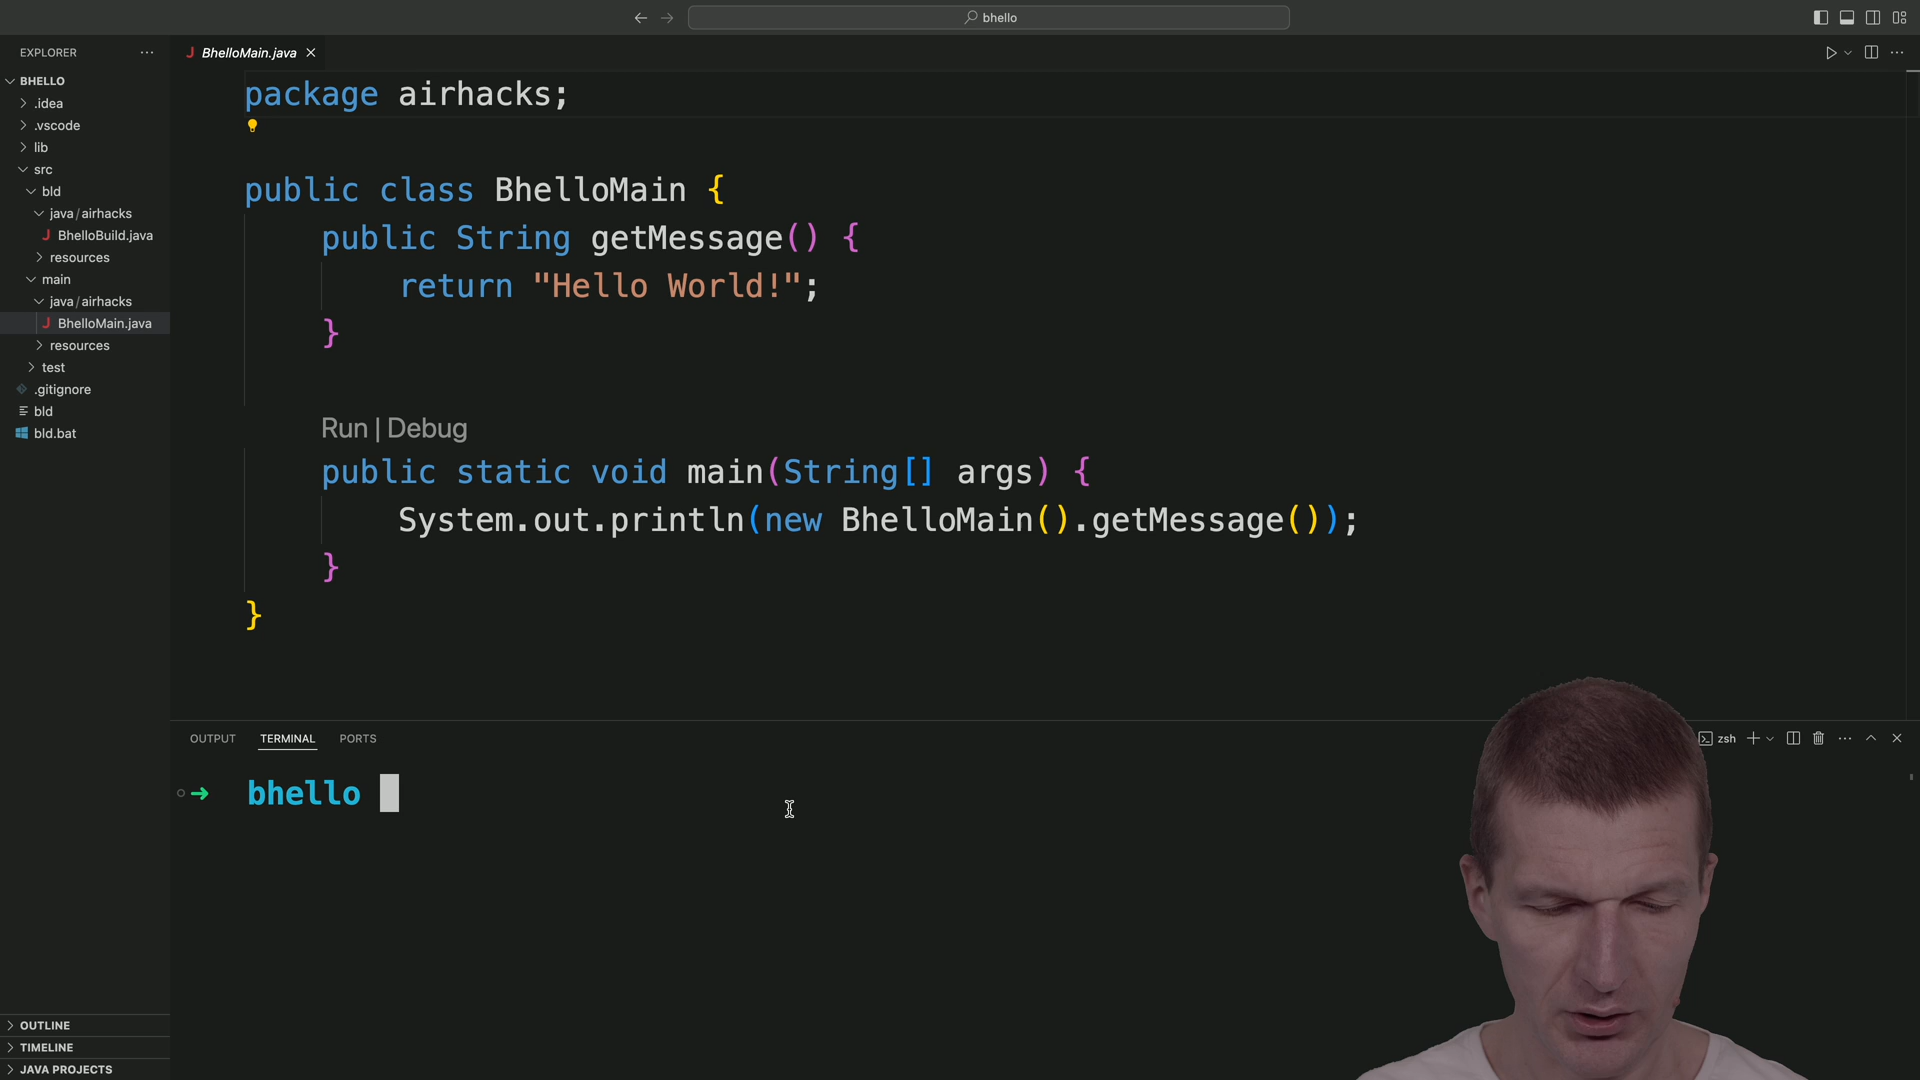 bhello
EXPLORER
BhelloMain.java
BHELLO
.idea
.vscode
lib
src
bld
java/airhacks
BhelloBuild.java
resources
main
java/airhacks
BhelloMain.java
resources
test
.gitignore
bld
bld.bat
OUTLINE
TIMELINE
JAVA PROJECTS
package airhacks;
public class BhelloMain {
public String getMessage() {
return "Hello World!";
}
Run | Debug
public static void main(String[] args) {
System.out.println(new BhelloMain().getMessage());
}
}
OUTPUT TERMINAL PORTS
zsh
➜ bhello